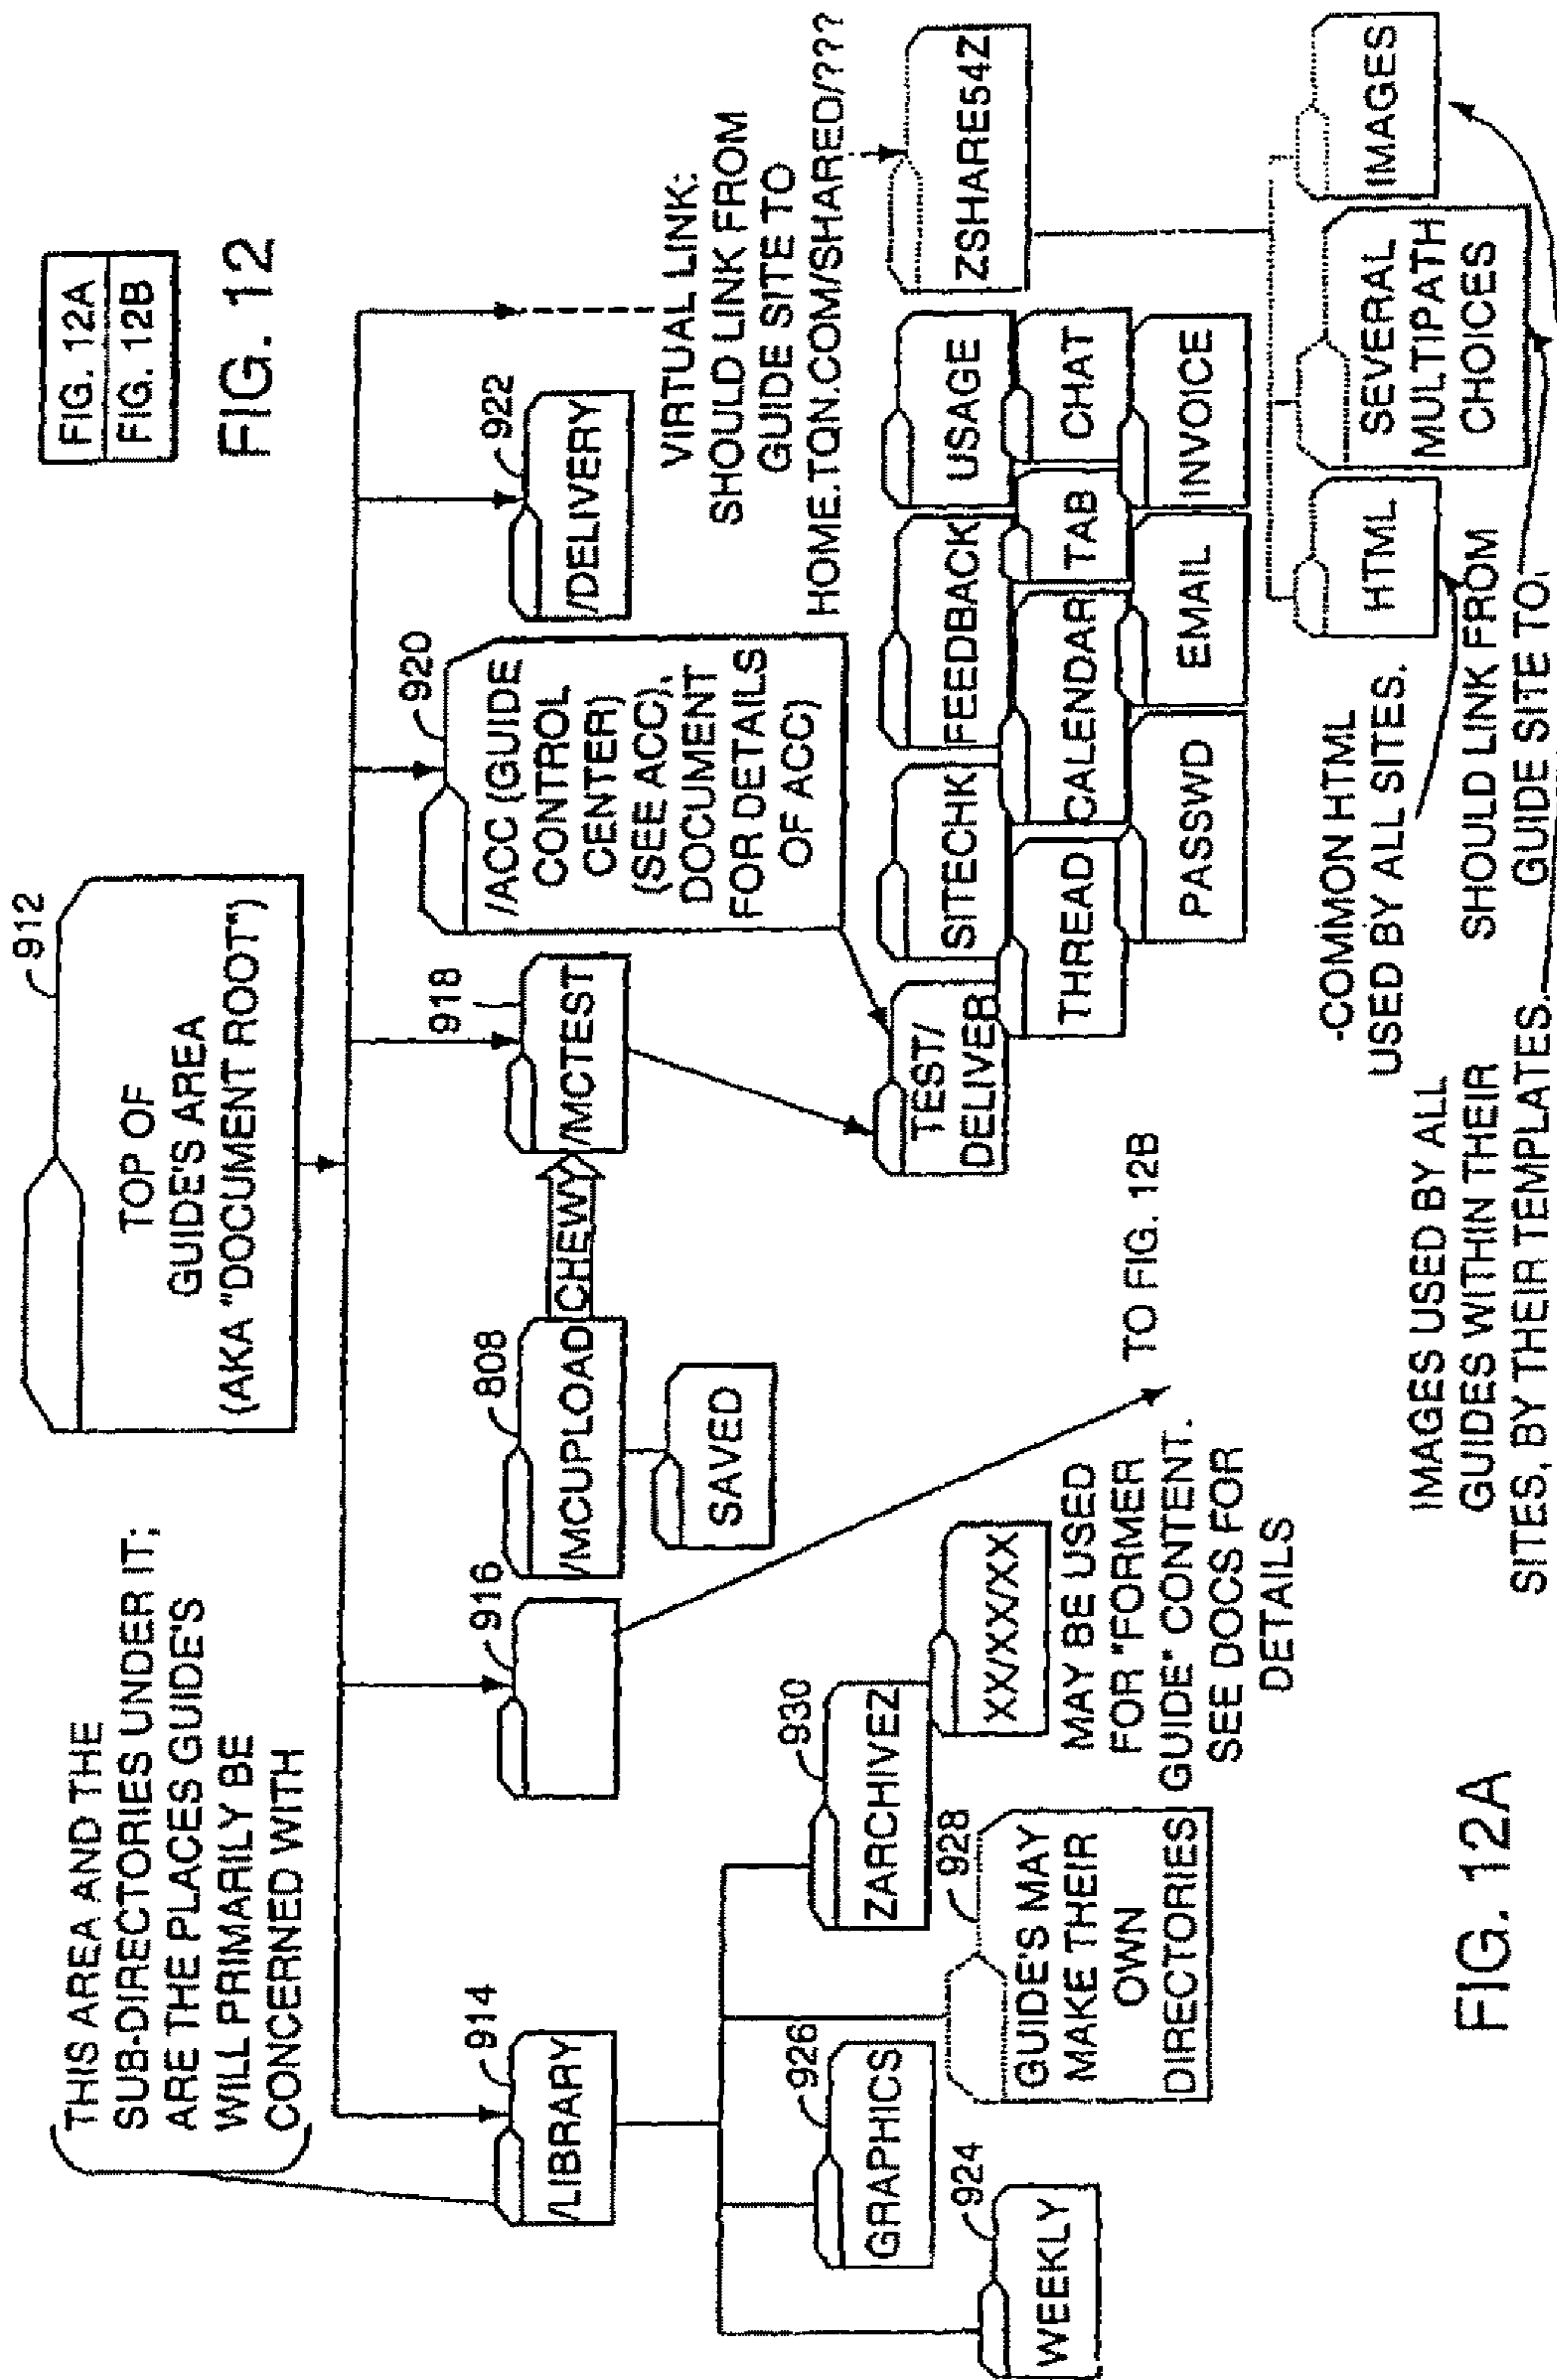 FIG. 12A
FIG. 12B
FIG. 12
912
TOP OF
GUIDE'S AREA
(AKA "DOCUMENT ROOT")
THIS AREA AND THE
SUB-DIRECTORIES UNDER IT;
ARE THE PLACES GUIDE'S
WILL PRIMARILY BE
CONCERNED WITH
914
/LIBRARY
916
808
/MCUPLOAD
CHEWY
SAVED
918
/MCTEST
920
/ACC (GUIDE
CONTROL
CENTER)
(SEE ACC),
DOCUMENT
FOR DETAILS
OF ACC)
922
/DELIVERY
VIRTUAL LINK:
SHOULD LINK FROM
GUIDE SITE TO
HOME.TQN.COM/SHARED/???
924
WEEKLY
926
GRAPHICS
928
GUIDE'S MAY
MAKE THEIR
OWN
DIRECTORIES
930
ZARCHIVEZ
XX/XX/XX
MAY BE USED
FOR "FORMER
GUIDE" CONTENT.
SEE DOCS FOR
DETAILS
TO FIG. 12B
TEST/
DELIVER
SITECHK
FEEDBACK
USAGE
THREAD
CALENDAR
TAB
CHAT
PASSWD
EMAIL
INVOICE
ZSHARE54Z
HTML
SEVERAL
MULTIPATH
CHOICES
IMAGES
-COMMON HTML
USED BY ALL SITES.
IMAGES USED BY ALL
GUIDES WITHIN THEIR
SITES, BY THEIR TEMPLATES.
SHOULD LINK FROM
GUIDE SITE TO
FIG. 12A